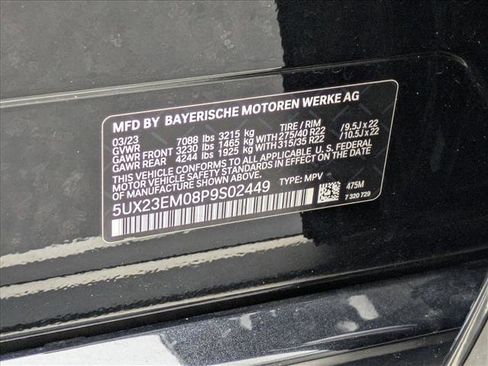 MFD BY BAYERISCHE MOTOREN WERKE AG
03/23 TIRE / RIM
GVWR 7088 lbs 3215 kg
GAWR FRONT 3230 lbs 1465 kg WITH 275/40 R22 / 9.5J x 22
GAWR REAR 4244 lbs 1925 kg WITH 315/35 R22 / 10.5J x 22
THIS VEHICLE CONFORMS TO ALL APPLICABLE U.S. FEDERAL
MOTOR VEHICLE SAFETY STANDARDS IN EFFECT ON THE
DATE OF MANUFACTURE SHOWN ABOVE.
5UX23EM08P9S02449 TYPE: MPV
475M
7 320 729